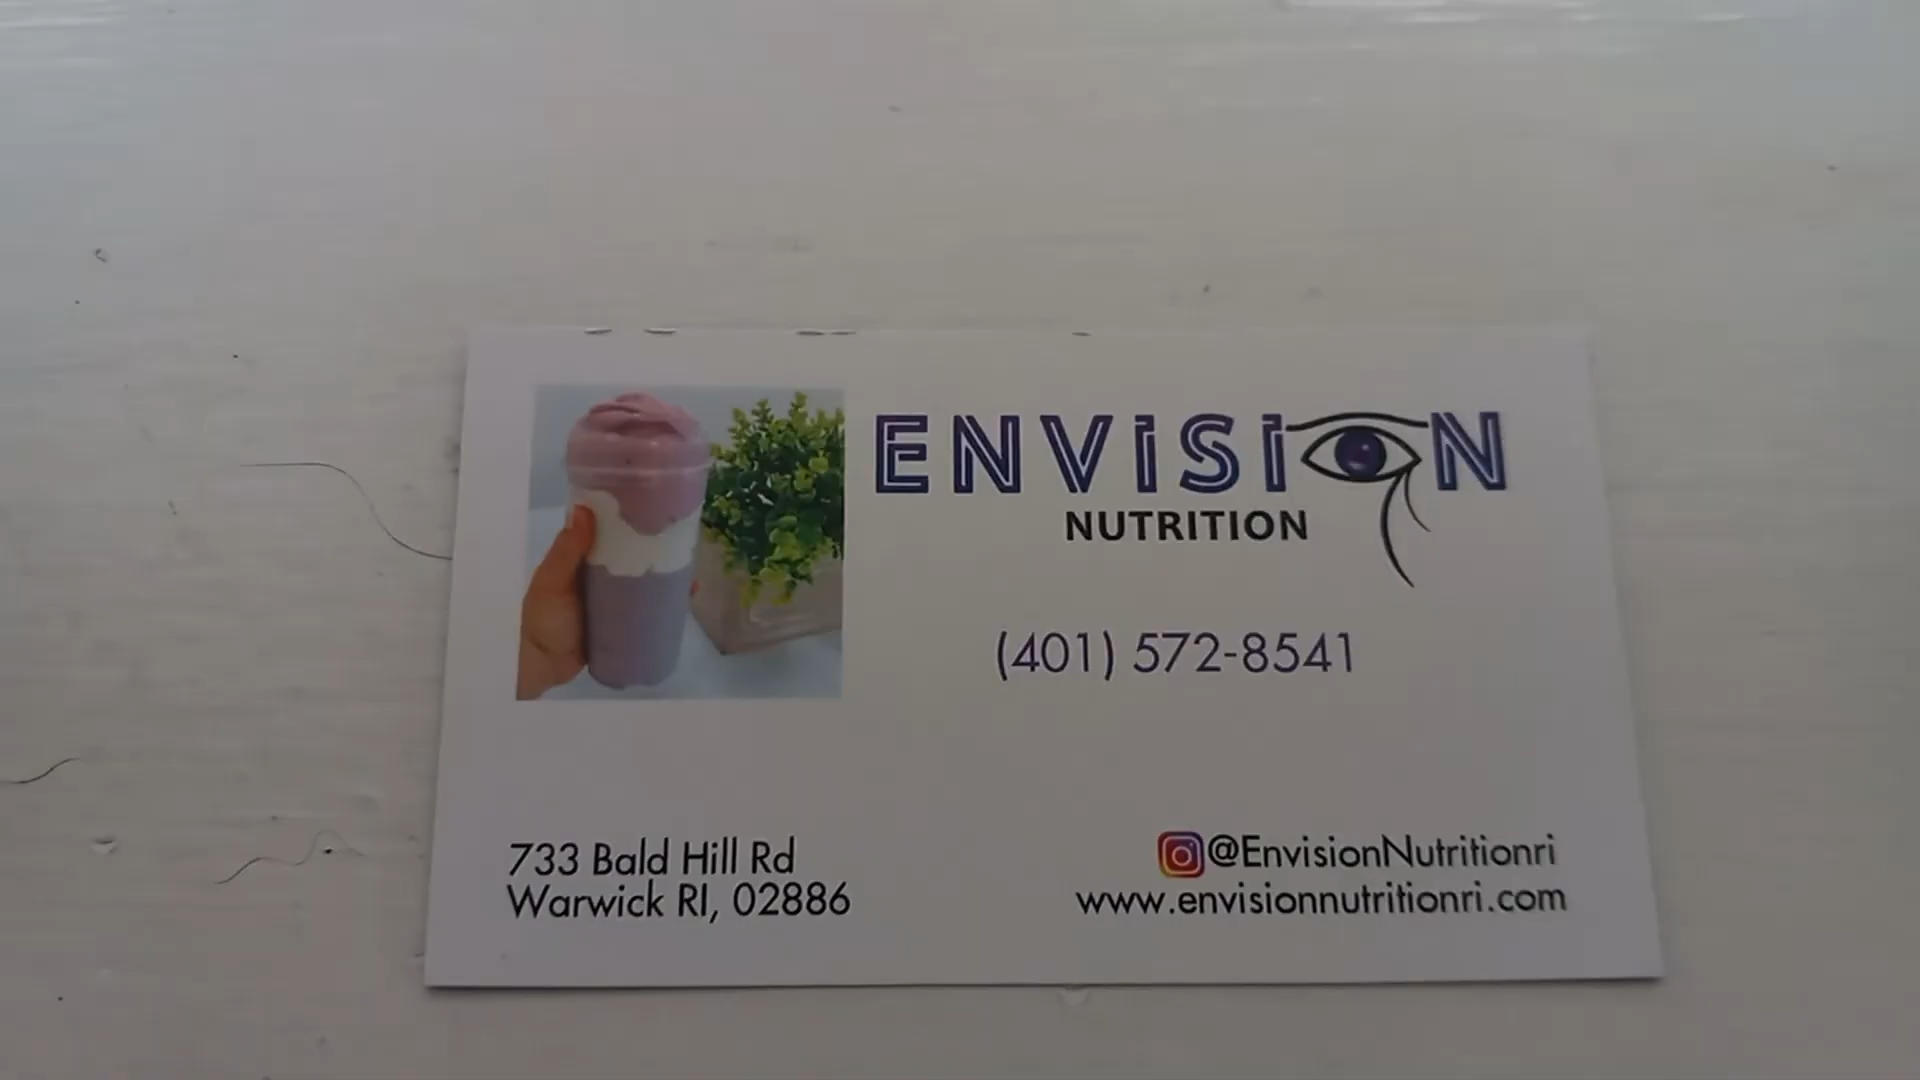 ENViSiON
NUTRITION
(401) 572-8541
733 Bald Hill Rd
Warwick RI, 02886
@EnvisionNutritionri
www.envisionnutritionri.com